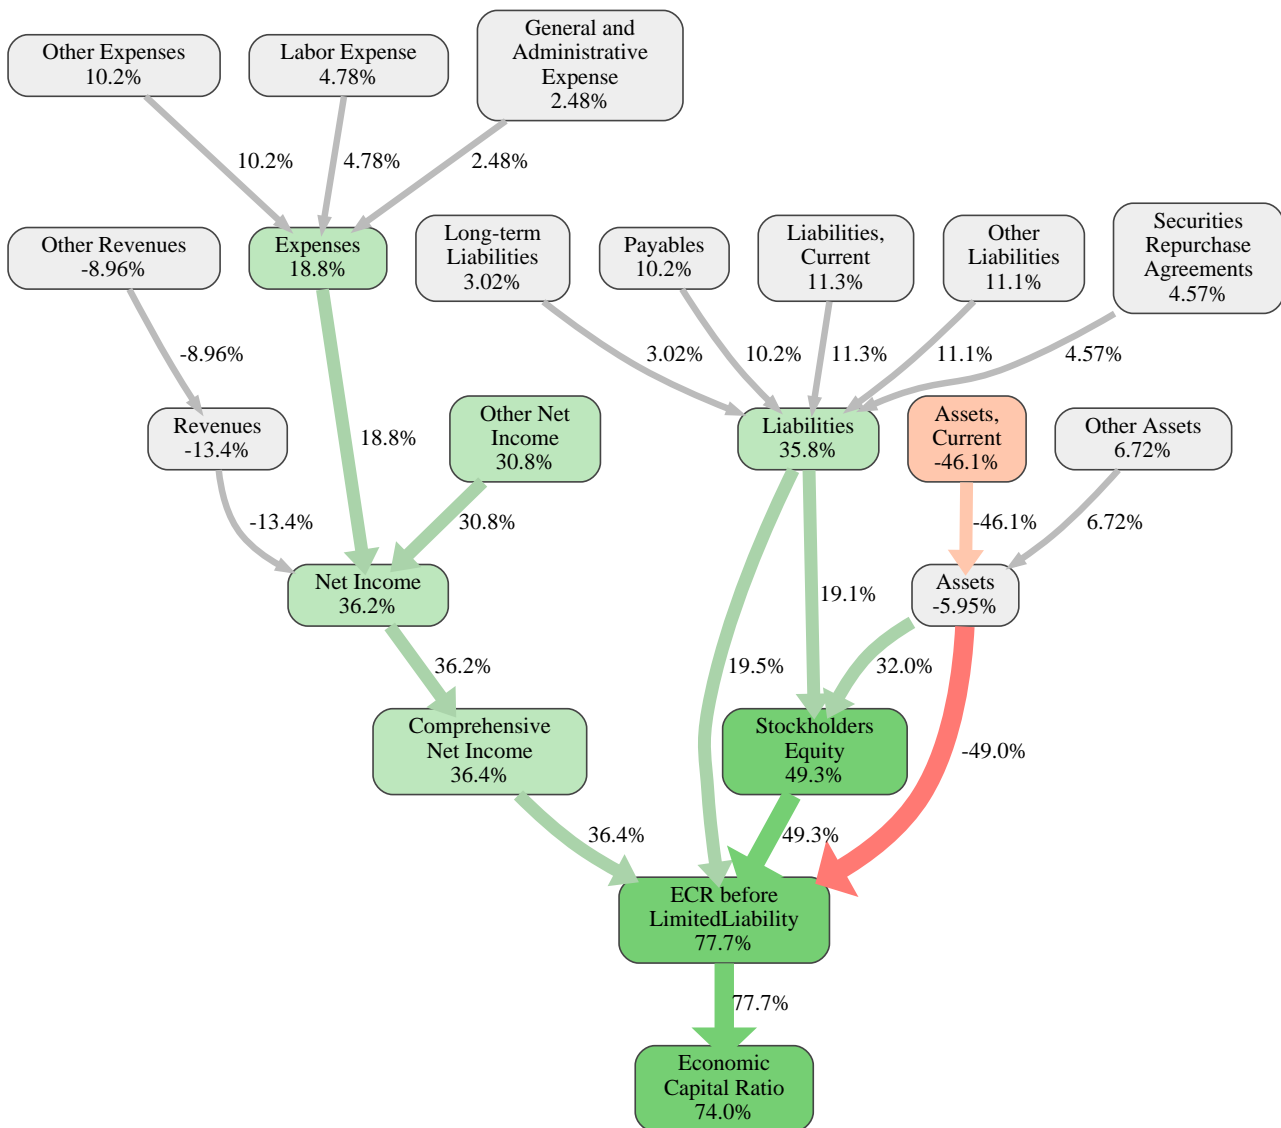 Other Expenses
10.2%
Labor Expense
4.78%
General and
Administrative
Expense
2.48%
10.2%
4.78%
2.48%
Other Revenues
-8.96%
Expenses
18.8%
Long-term
Liabilities
3.02%
Payables
10.2%
Liabilities,
Current
11.3%
Other
Liabilities
11.1%
Securities
Repurchase
Agreements
4.57%
-8.96%
3.02%
10.2%
11.3%
11.1%
4.57%
Revenues
-13.4%
18.8%
Other Net
Income
30.8%
Liabilities
35.8%
Assets,
Current
-46.1%
Other Assets
6.72%
-13.4%
30.8%
-46.1%
6.72%
Net Income
36.2%
19.1%
Assets
-5.95%
36.2%
19.5%
32.0%
Comprehensive
Net Income
36.4%
Stockholders
Equity
49.3%
-49.0%
36.4%
49.3%
ECR before
LimitedLiability
77.7%
77.7%
Economic
Capital Ratio
74.0%